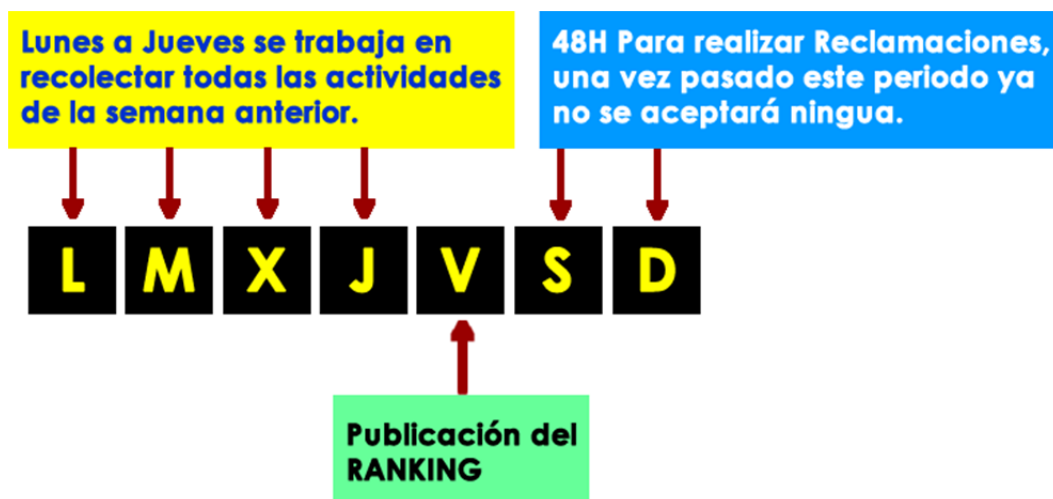 Lunes a Jueves se trabaja en
recolectar todas las actividades
de la semana anterior.
48H Para realizar Reclamaciones,
una vez pasado este periodo ya
no se aceptará ningua.
L M X J V S D
Publicación del
RANKING